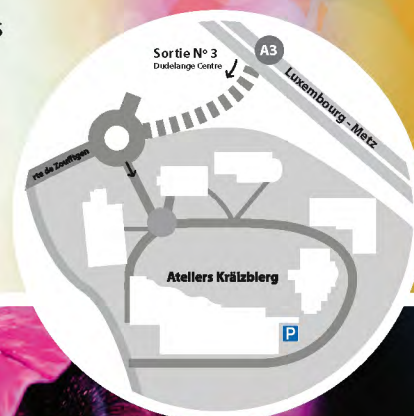 s
Sortie N° 3
Dudelange Centre
A3
Luxembourg - Metz
rte de Zoufftgen
Ateliers Kräizbierg
P